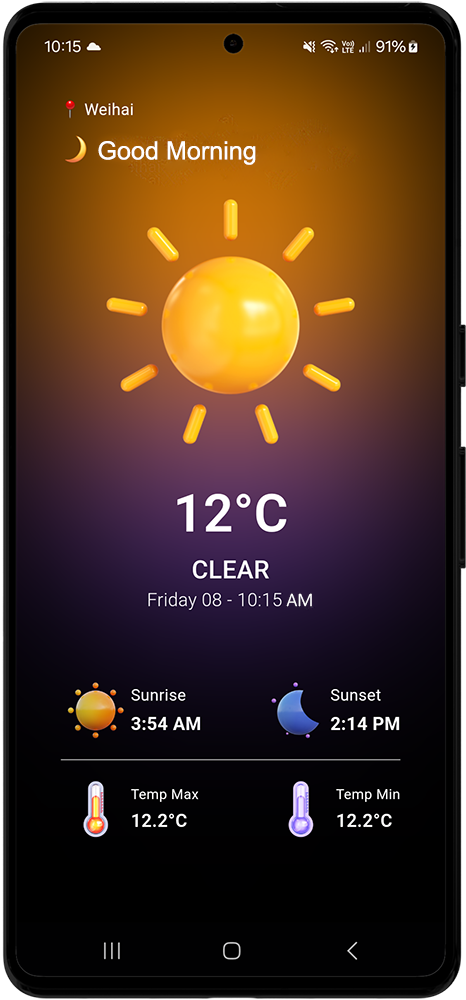 10:15
Vo))
LTE
91%
Weihai
Good Morning
12°C
CLEAR
Friday 08 - 10:15 AM
Sunrise
3:54 AM
Sunset
2:14 PM
Temp Max
12.2°C
Temp Min
12.2°C